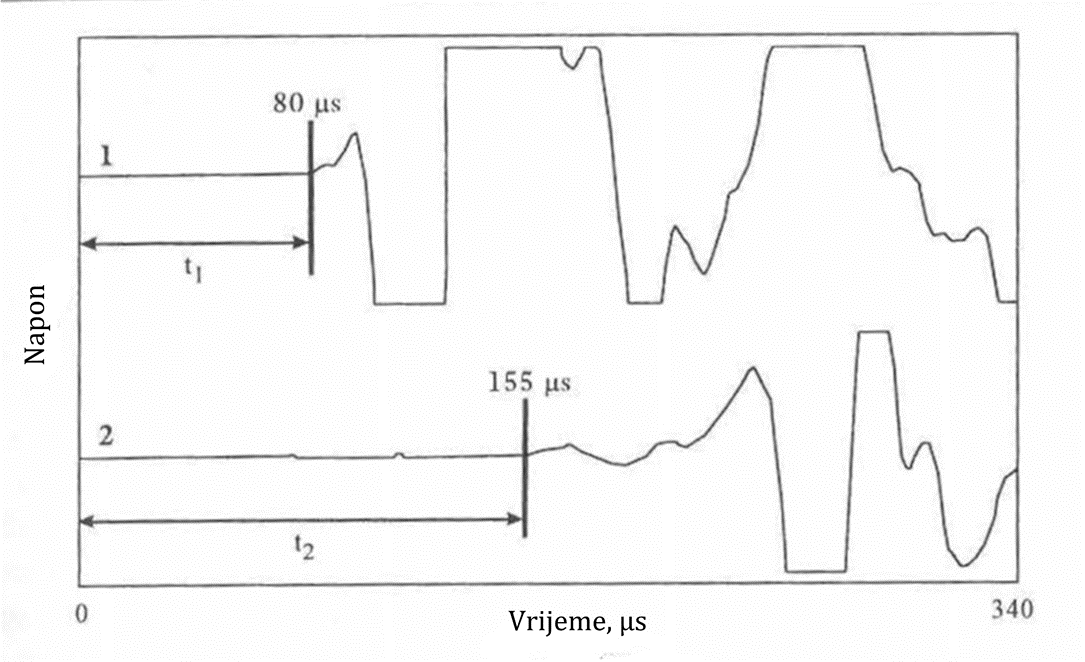 80 μs
1
t1
Napon
155 μs
2
t2
0
340
Vrijeme, μs